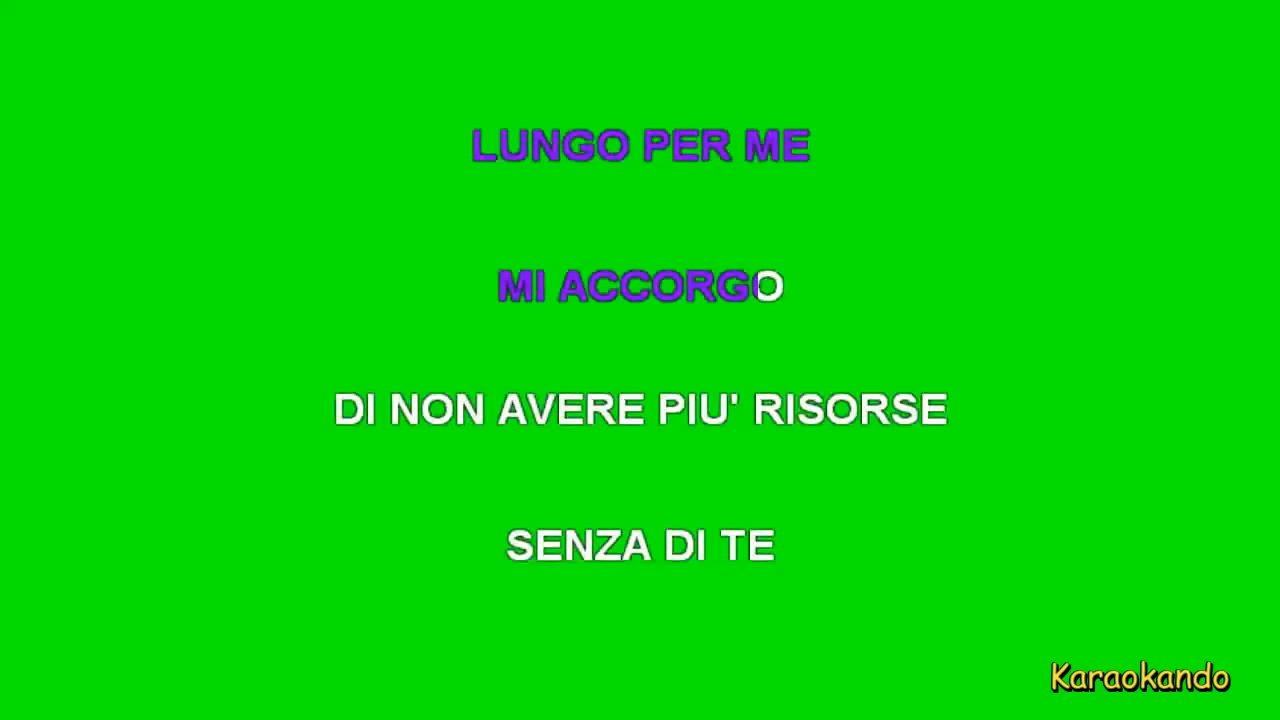 LUNGO PER ME
MI ACCORGO
DI NON AVERE PIU' RISORSE
SENZA DI TE
Karaokando